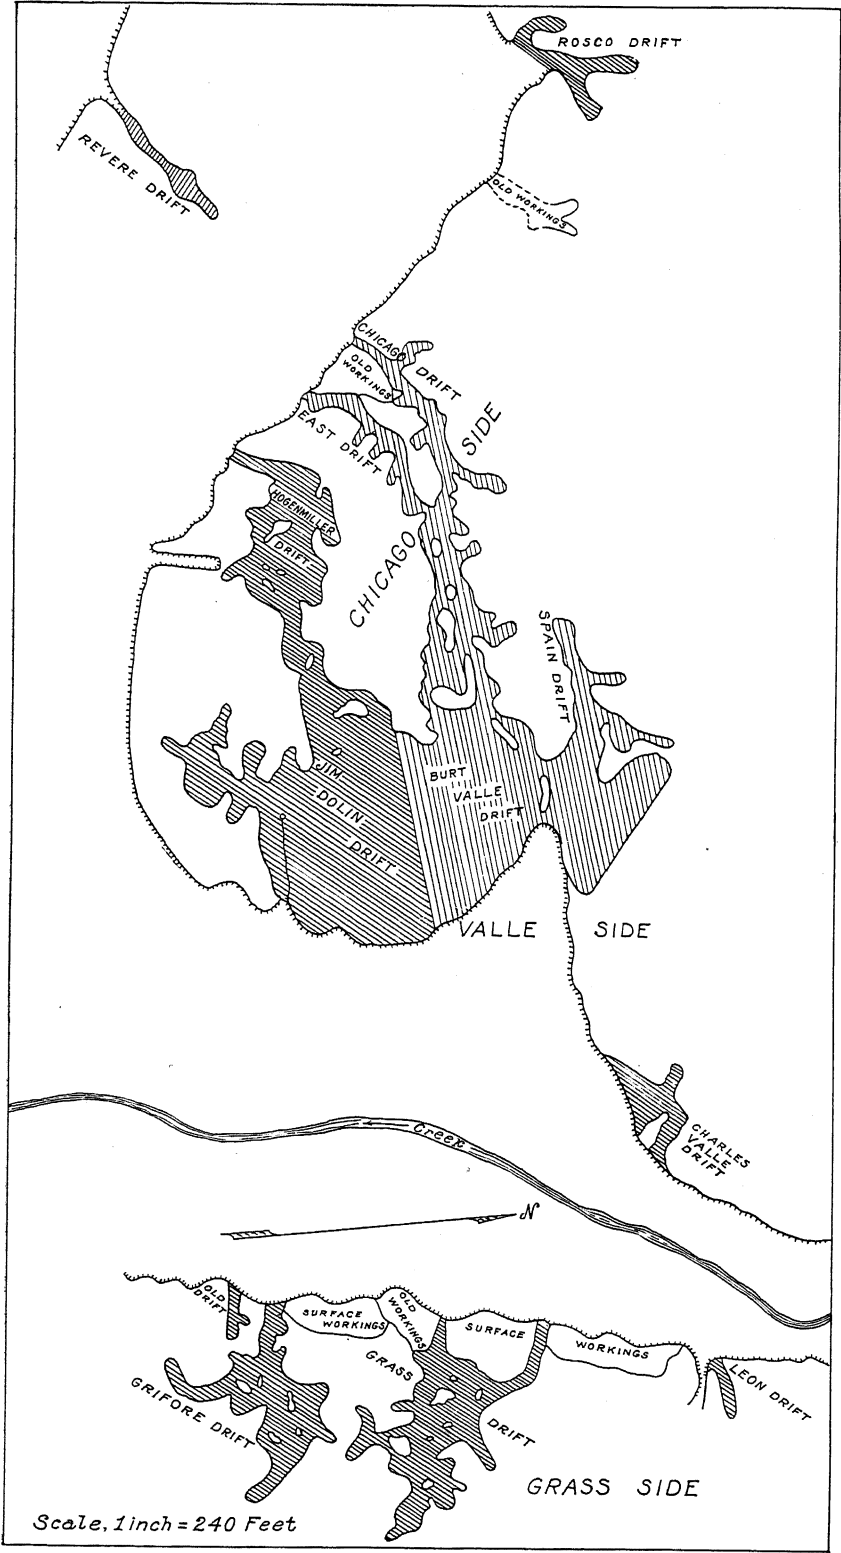 ROSCO DRIFT
REVERE DRIFT
OLD WORKINGS
CHICAGO DRIFT
OLD
WORKINGS
EAST DRIFT
CHICAGO SIDE
HOGENMILLER
DRIFT
SPAIN DRIFT
JIM
DOLIN
DRIFT
BURT
VALLE
DRIFT
VALLE SIDE
CHARLES
VALLE
DRIFT
Creek
N
OLD
DRIFT
SURFACE
WORKINGS
OLD
WORKINGS
SURFACE WORKINGS
GRASS DRIFT
LEON DRIFT
GRIFORE DRIFT
GRASS SIDE
Scale, 1 inch = 240 Feet